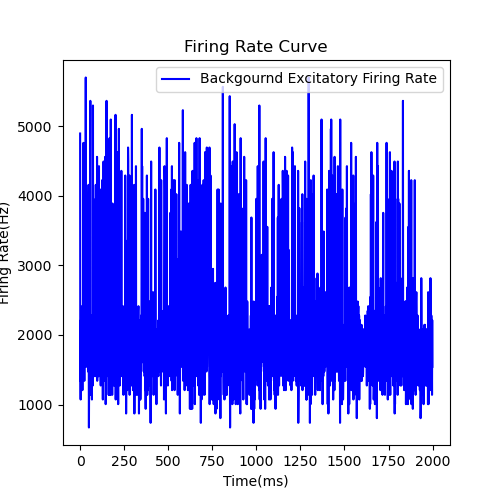 Firing Rate Curve
Backgournd Excitatory Firing Rate
5000
4000
3000
2000
1000
Firing Rate(Hz)
0 250 500 750 1000 1250 1500 1750 2000
Time(ms)